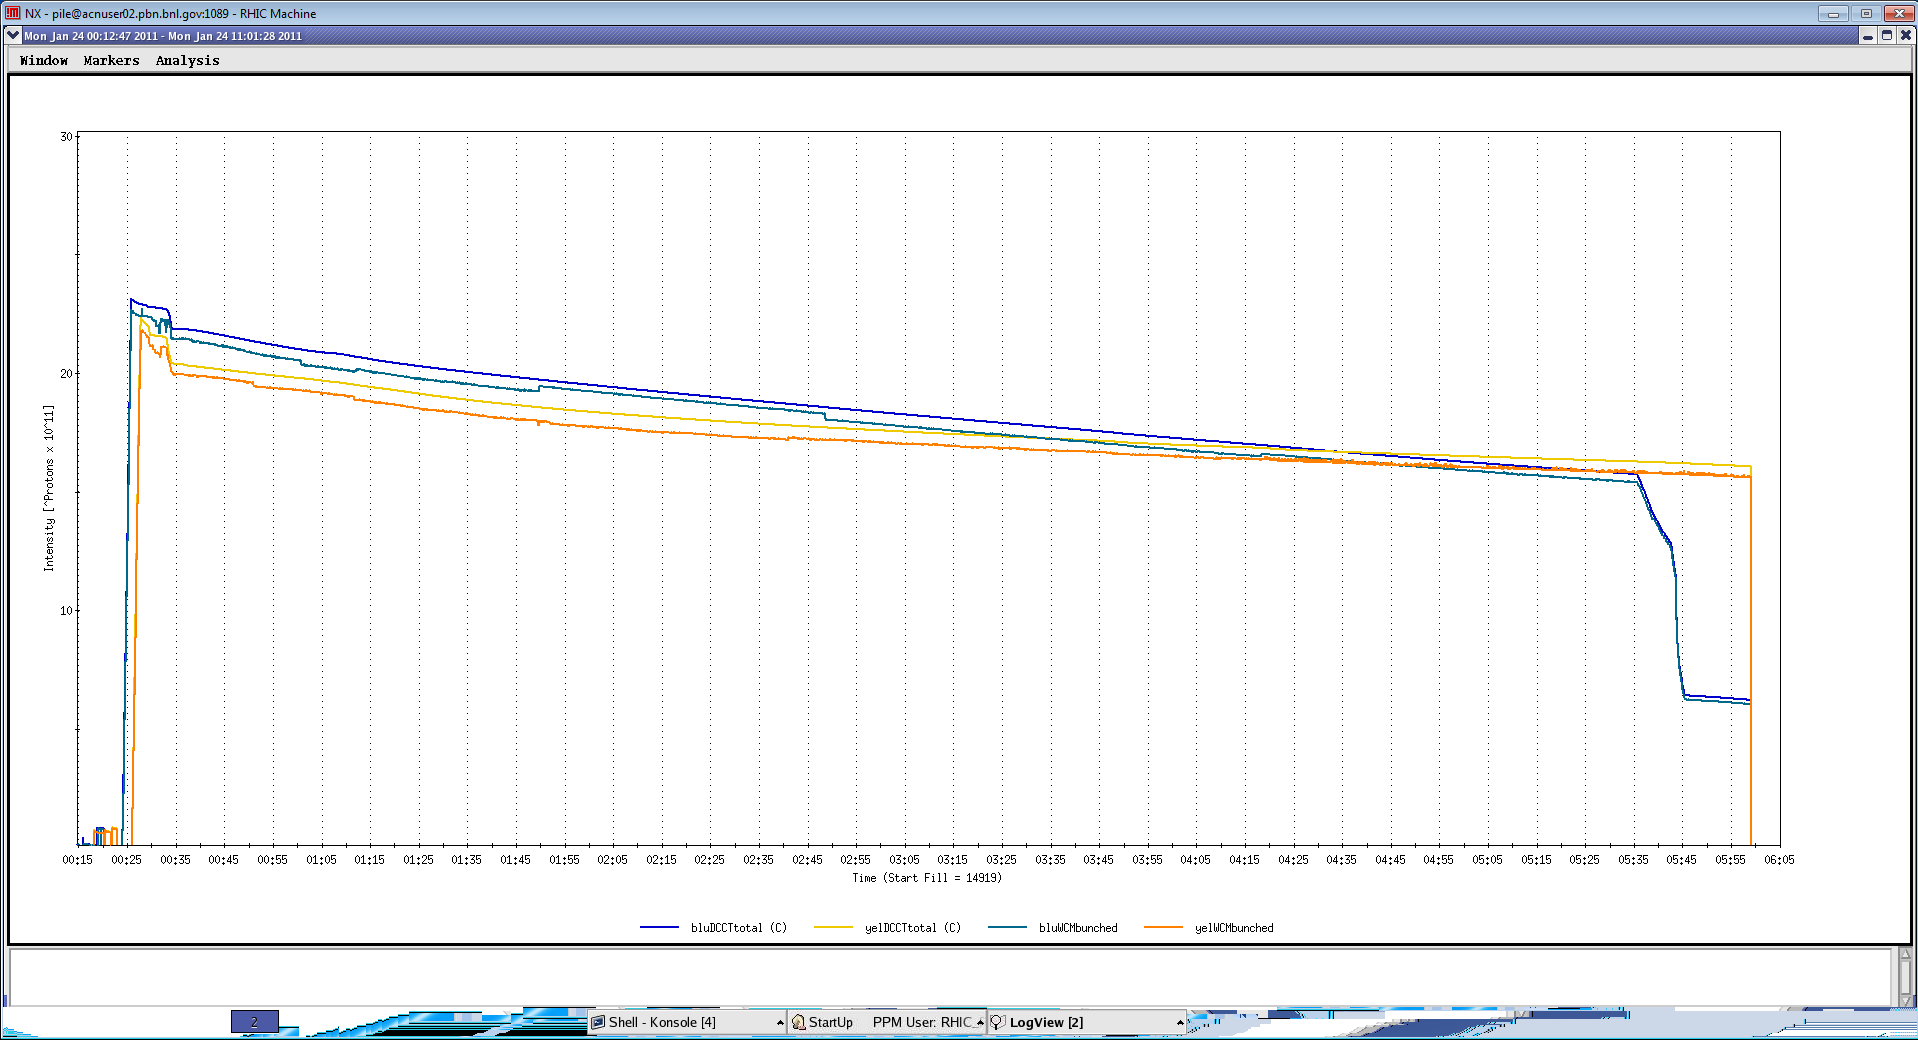 NX - pile@acnuser02.pbn.bnl.gov:1089 - RHIC Machine
Mon Jan 24 00:12:47 2011 - Mon Jan 24 11:01:28 2011
Window Markers Analysis
30
20
10
Intensity [^Protons x 10^11]
00:15 00:25 00:35 00:45 00:55 01:05 01:15 01:25 01:35 01:45 01:55 02:05 02:15 02:25 02:35 02:45 02:55 03:05 03:15 03:25 03:35 03:45 03:55 04:05 04:15 04:25 04:35 04:45 04:55 05:05 05:15 05:25 05:35 05:45 05:55 06:05
Time (Start Fill = 14919)
bluDCCTtotal (C) yelDCCTtotal (C) bluWCMbunched yelWCMbunched
2 Shell - Konsole [4] StartUp PPM User: RHIC LogView [2]